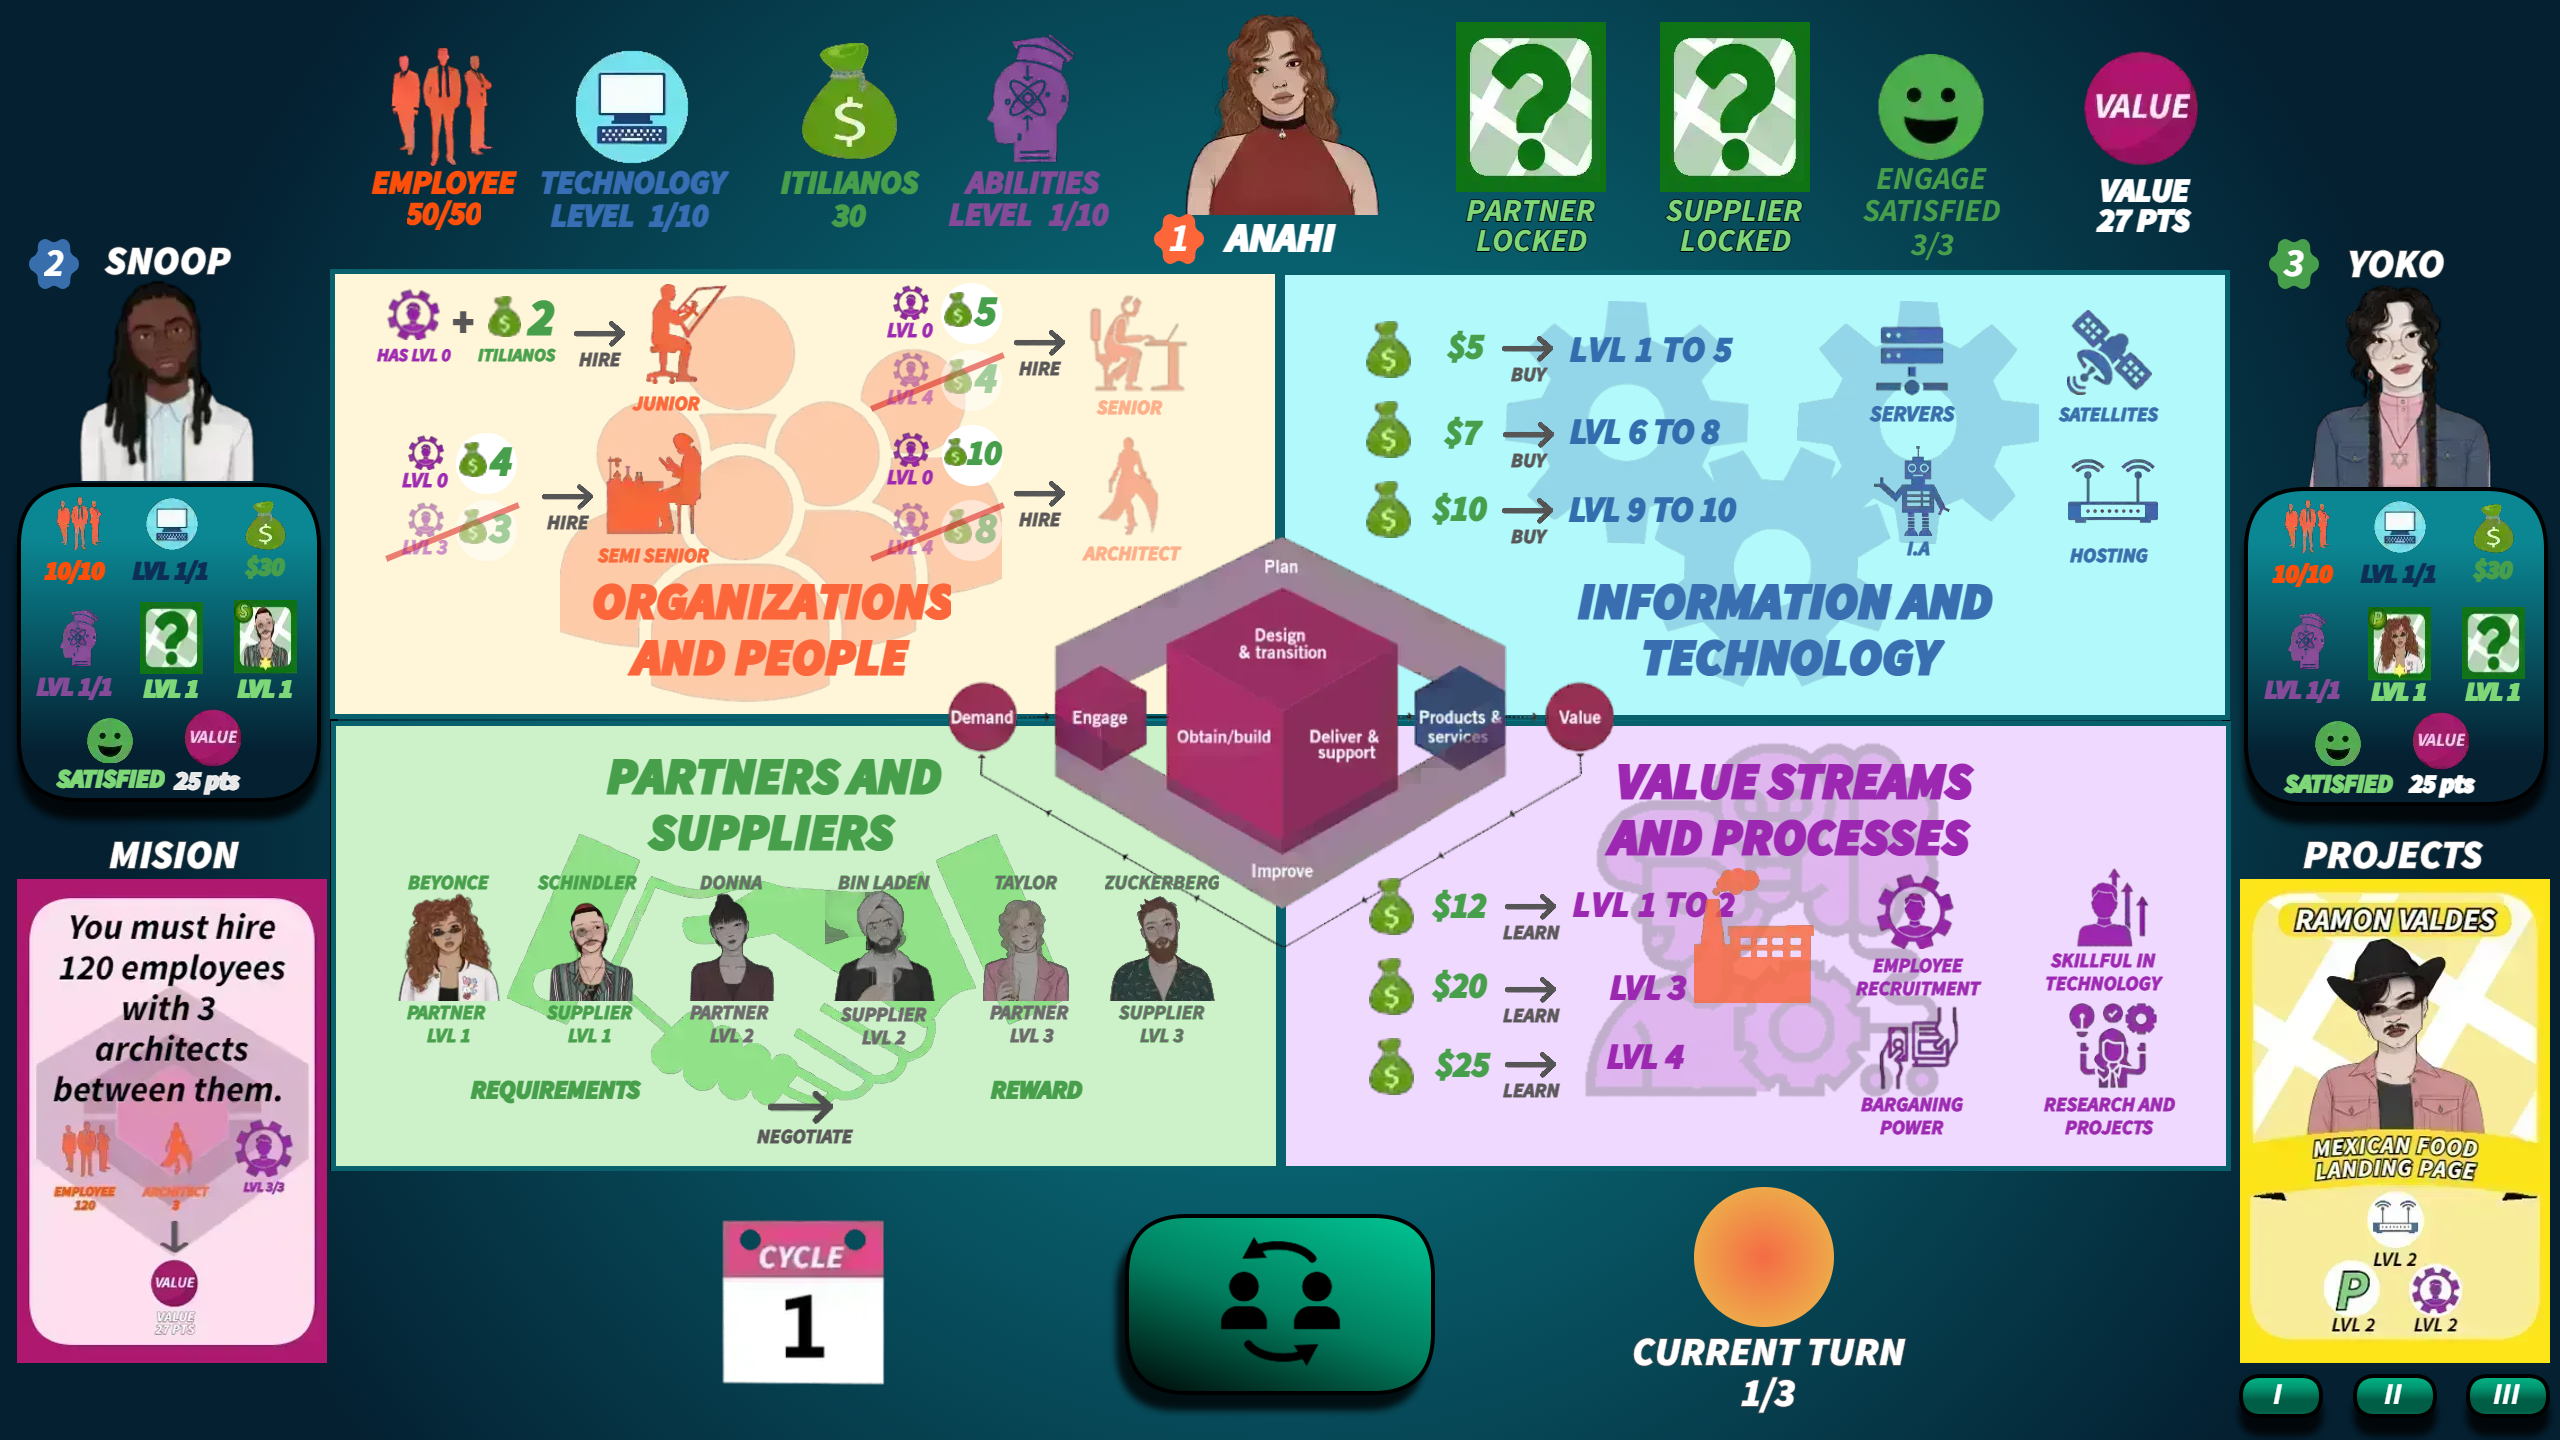 EMPLOYEE
50/50
TECHNOLOGY
LEVEL 1/10
ITILIANOS
30
ABILITIES
LEVEL 1/10
1 ANAHI
PARTNER
LOCKED
SUPPLIER
LOCKED
ENGAGE
SATISFIED
3/3
VALUE
VALUE
27 PTS
2 SNOOP
10/10
LVL 1/1
$30
LVL 1/1
LVL 1
LVL 1
SATISFIED
VALUE
25 pts
3 YOKO
10/10
LVL 1/1
$30
LVL 1/1
P
LVL 1
LVL 1
SATISFIED
VALUE
25 pts
HAS LVL 0
+
2
ITILIANOS
HIRE
JUNIOR
LVL 0
5
LVL 4
4
HIRE
SENIOR
LVL 0
4
LVL 3
3
HIRE
SEMI SENIOR
LVL 0
10
LVL 4
8
HIRE
ARCHITECT
ORGANIZATIONS
AND PEOPLE
$5
BUY
LVL 1 TO 5
$7
BUY
LVL 6 TO 8
$10
BUY
LVL 9 TO 10
SERVERS
SATELLITES
I.A
HOSTING
INFORMATION AND
TECHNOLOGY
Plan
Design
& transition
Demand
Engage
Obtain/build
Deliver &
support
Products &
services
Value
Improve
PARTNERS AND
SUPPLIERS
BEYONCE
PARTNER
LVL 1
SCHINDLER
SUPPLIER
LVL 1
DONNA
PARTNER
LVL 2
BIN LADEN
SUPPLIER
LVL 2
TAYLOR
PARTNER
LVL 3
ZUCKERBERG
SUPPLIER
LVL 3
REQUIREMENTS
NEGOTIATE
REWARD
VALUE STREAMS
AND PROCESSES
$12
LEARN
LVL 1 TO 2
$20
LEARN
LVL 3
$25
LEARN
LVL 4
EMPLOYEE
RECRUITMENT
SKILLFUL IN
TECHNOLOGY
BARGANING
POWER
RESEARCH AND
PROJECTS
MISION
You must hire
120 employees
with 3
architects
between them.
EMPLOYEE
120
ARCHITECT
3
LVL 3/3
VALUE
VALUE
27 PTS
PROJECTS
RAMON VALDES
MEXICAN FOOD
LANDING PAGE
LVL 2
P
LVL 2
LVL 2
I
II
III
CYCLE
1
CURRENT TURN
1/3